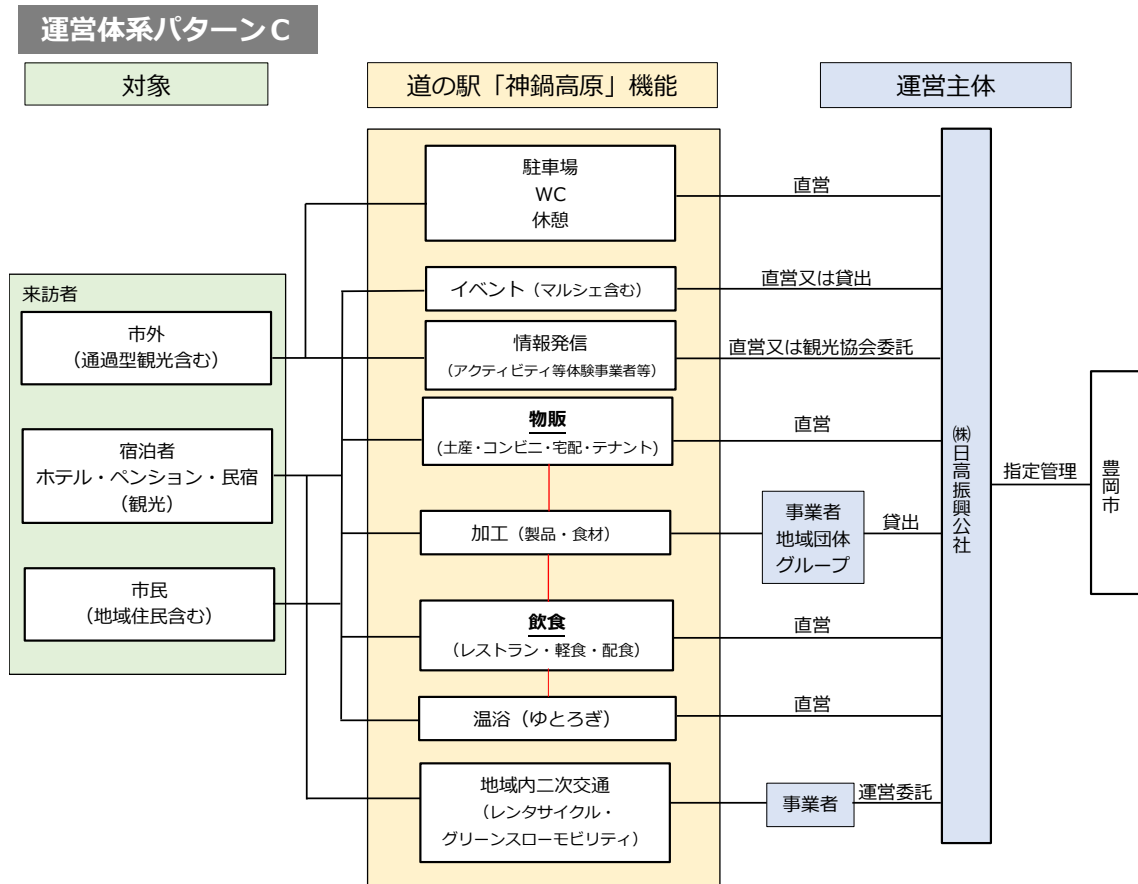 運営体系パターンC
対象
道の駅「神鍋高原」機能
運営主体
来訪者
市外
（通過型観光含む）
宿泊者
ホテル・ペンション・民宿
（観光）
市民
（地域住民含む）
駐車場
WC
休憩
イベント（マルシェ含む）
情報発信
（アクティビティ等体験事業者等）
物販
（土産・コンビニ・宅配・テナント）
加工（製品・食材）
飲食
（レストラン・軽食・配食）
温浴（ゆとろぎ）
地域内二次交通
（レンタサイクル・
グリーンスローモビリティ）
直営
直営又は貸出
直営又は観光協会委託
直営
事業者
地域団体
グループ
貸出
直営
直営
事業者
運営委託
㈱日高振興公社
指定管理
豊岡市